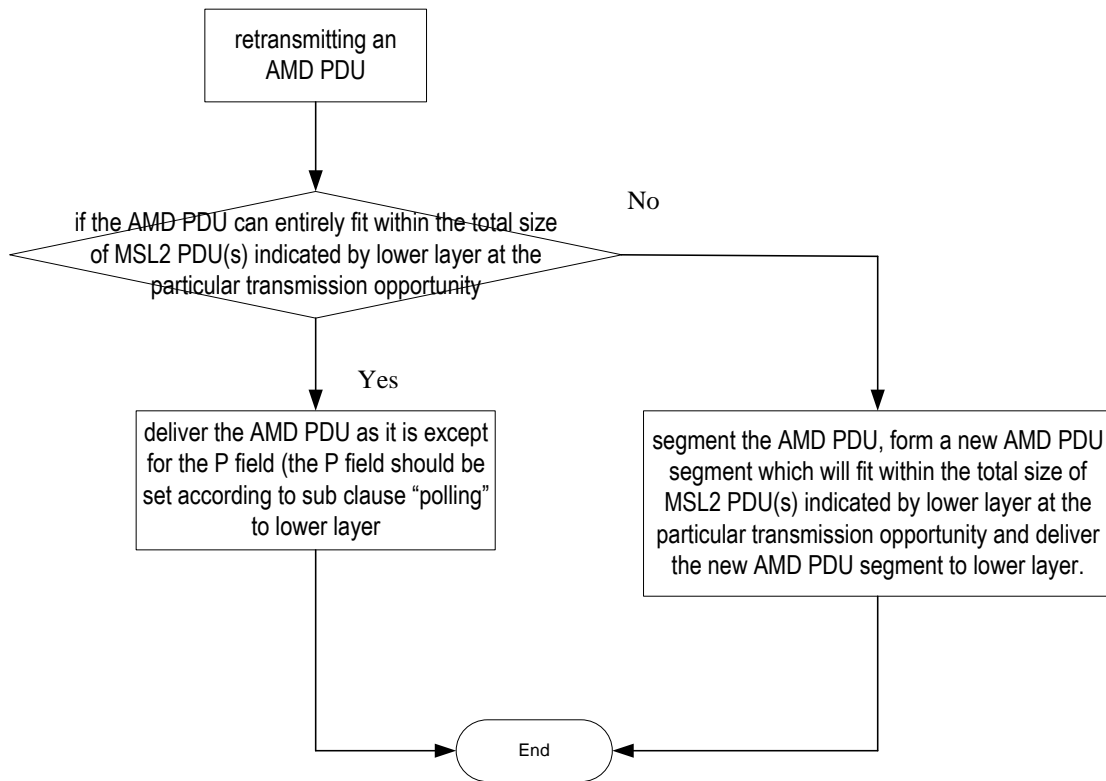 retransmitting an
AMD PDU
No
if the AMD PDU can entirely fit within the total size
of MSL2 PDU(s) indicated by lower layer at the
particular transmission opportunity
Yes
deliver the AMD PDU as it is except
for the P field (the P field should be
set according to sub clause “polling”
to lower layer
segment the AMD PDU, form a new AMD PDU
segment which will fit within the total size of
MSL2 PDU(s) indicated by lower layer at the
particular transmission opportunity and deliver
the new AMD PDU segment to lower layer.
End